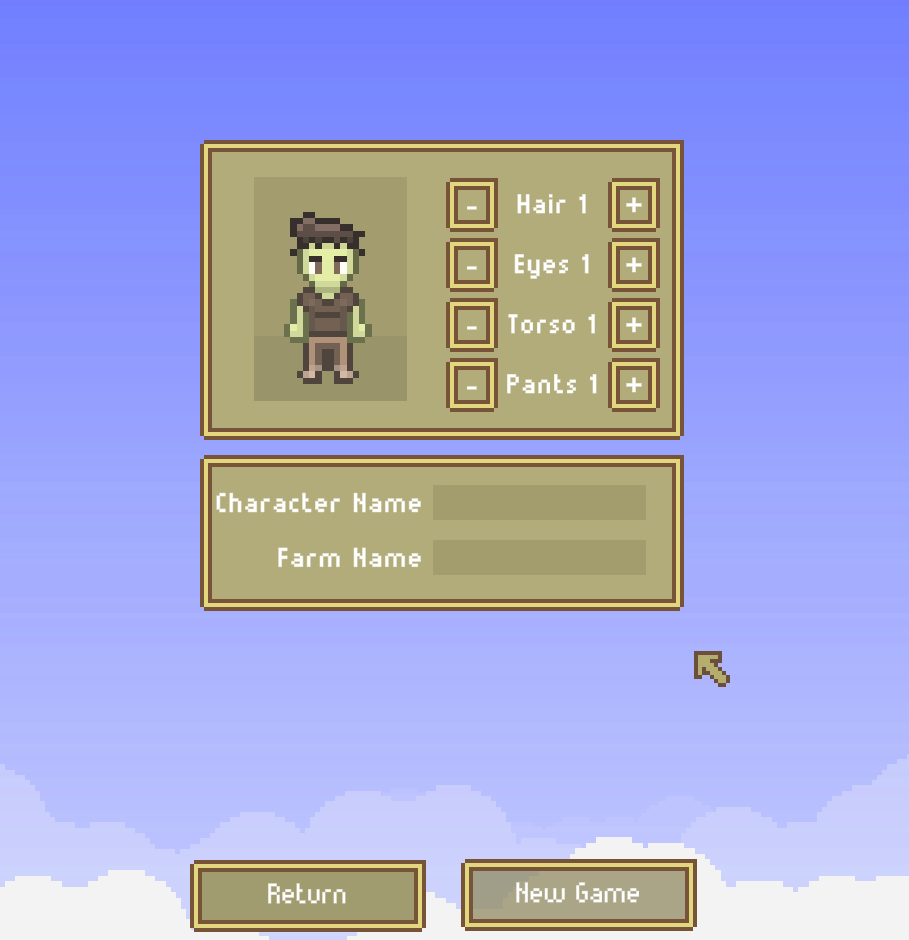 - Hair 1 +
- Eyes 1 +
- Torso 1 +
- Pants 1 +
Character Name
Farm Name
Return
New Game